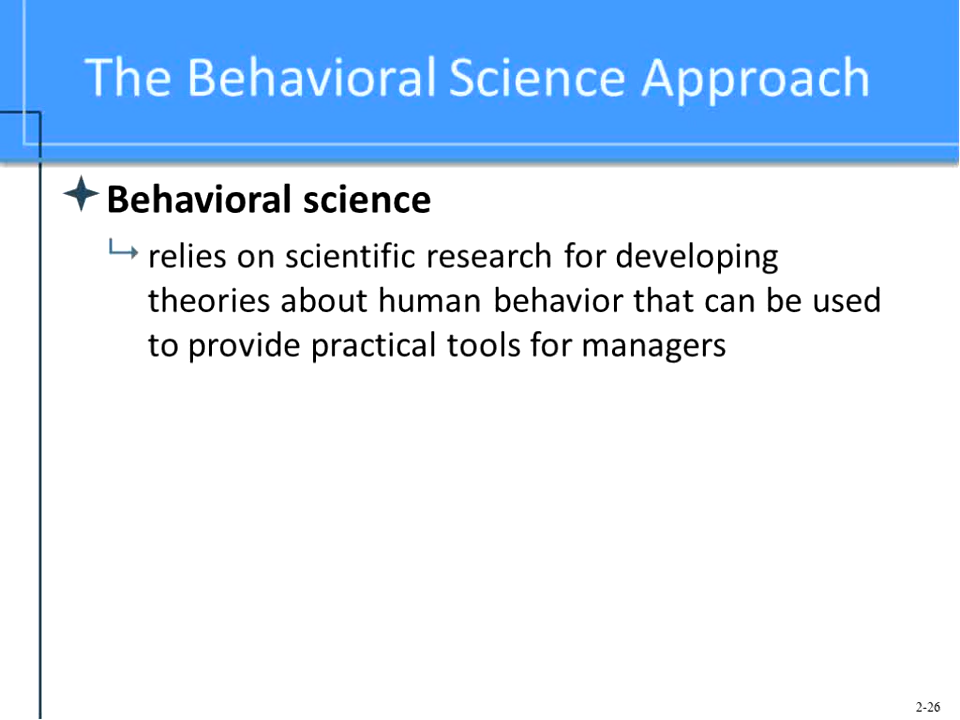 The Behavioral Science Approach
Behavioral science
relies on scientific research for developing
theories about human behavior that can be used
to provide practical tools for managers
2-26